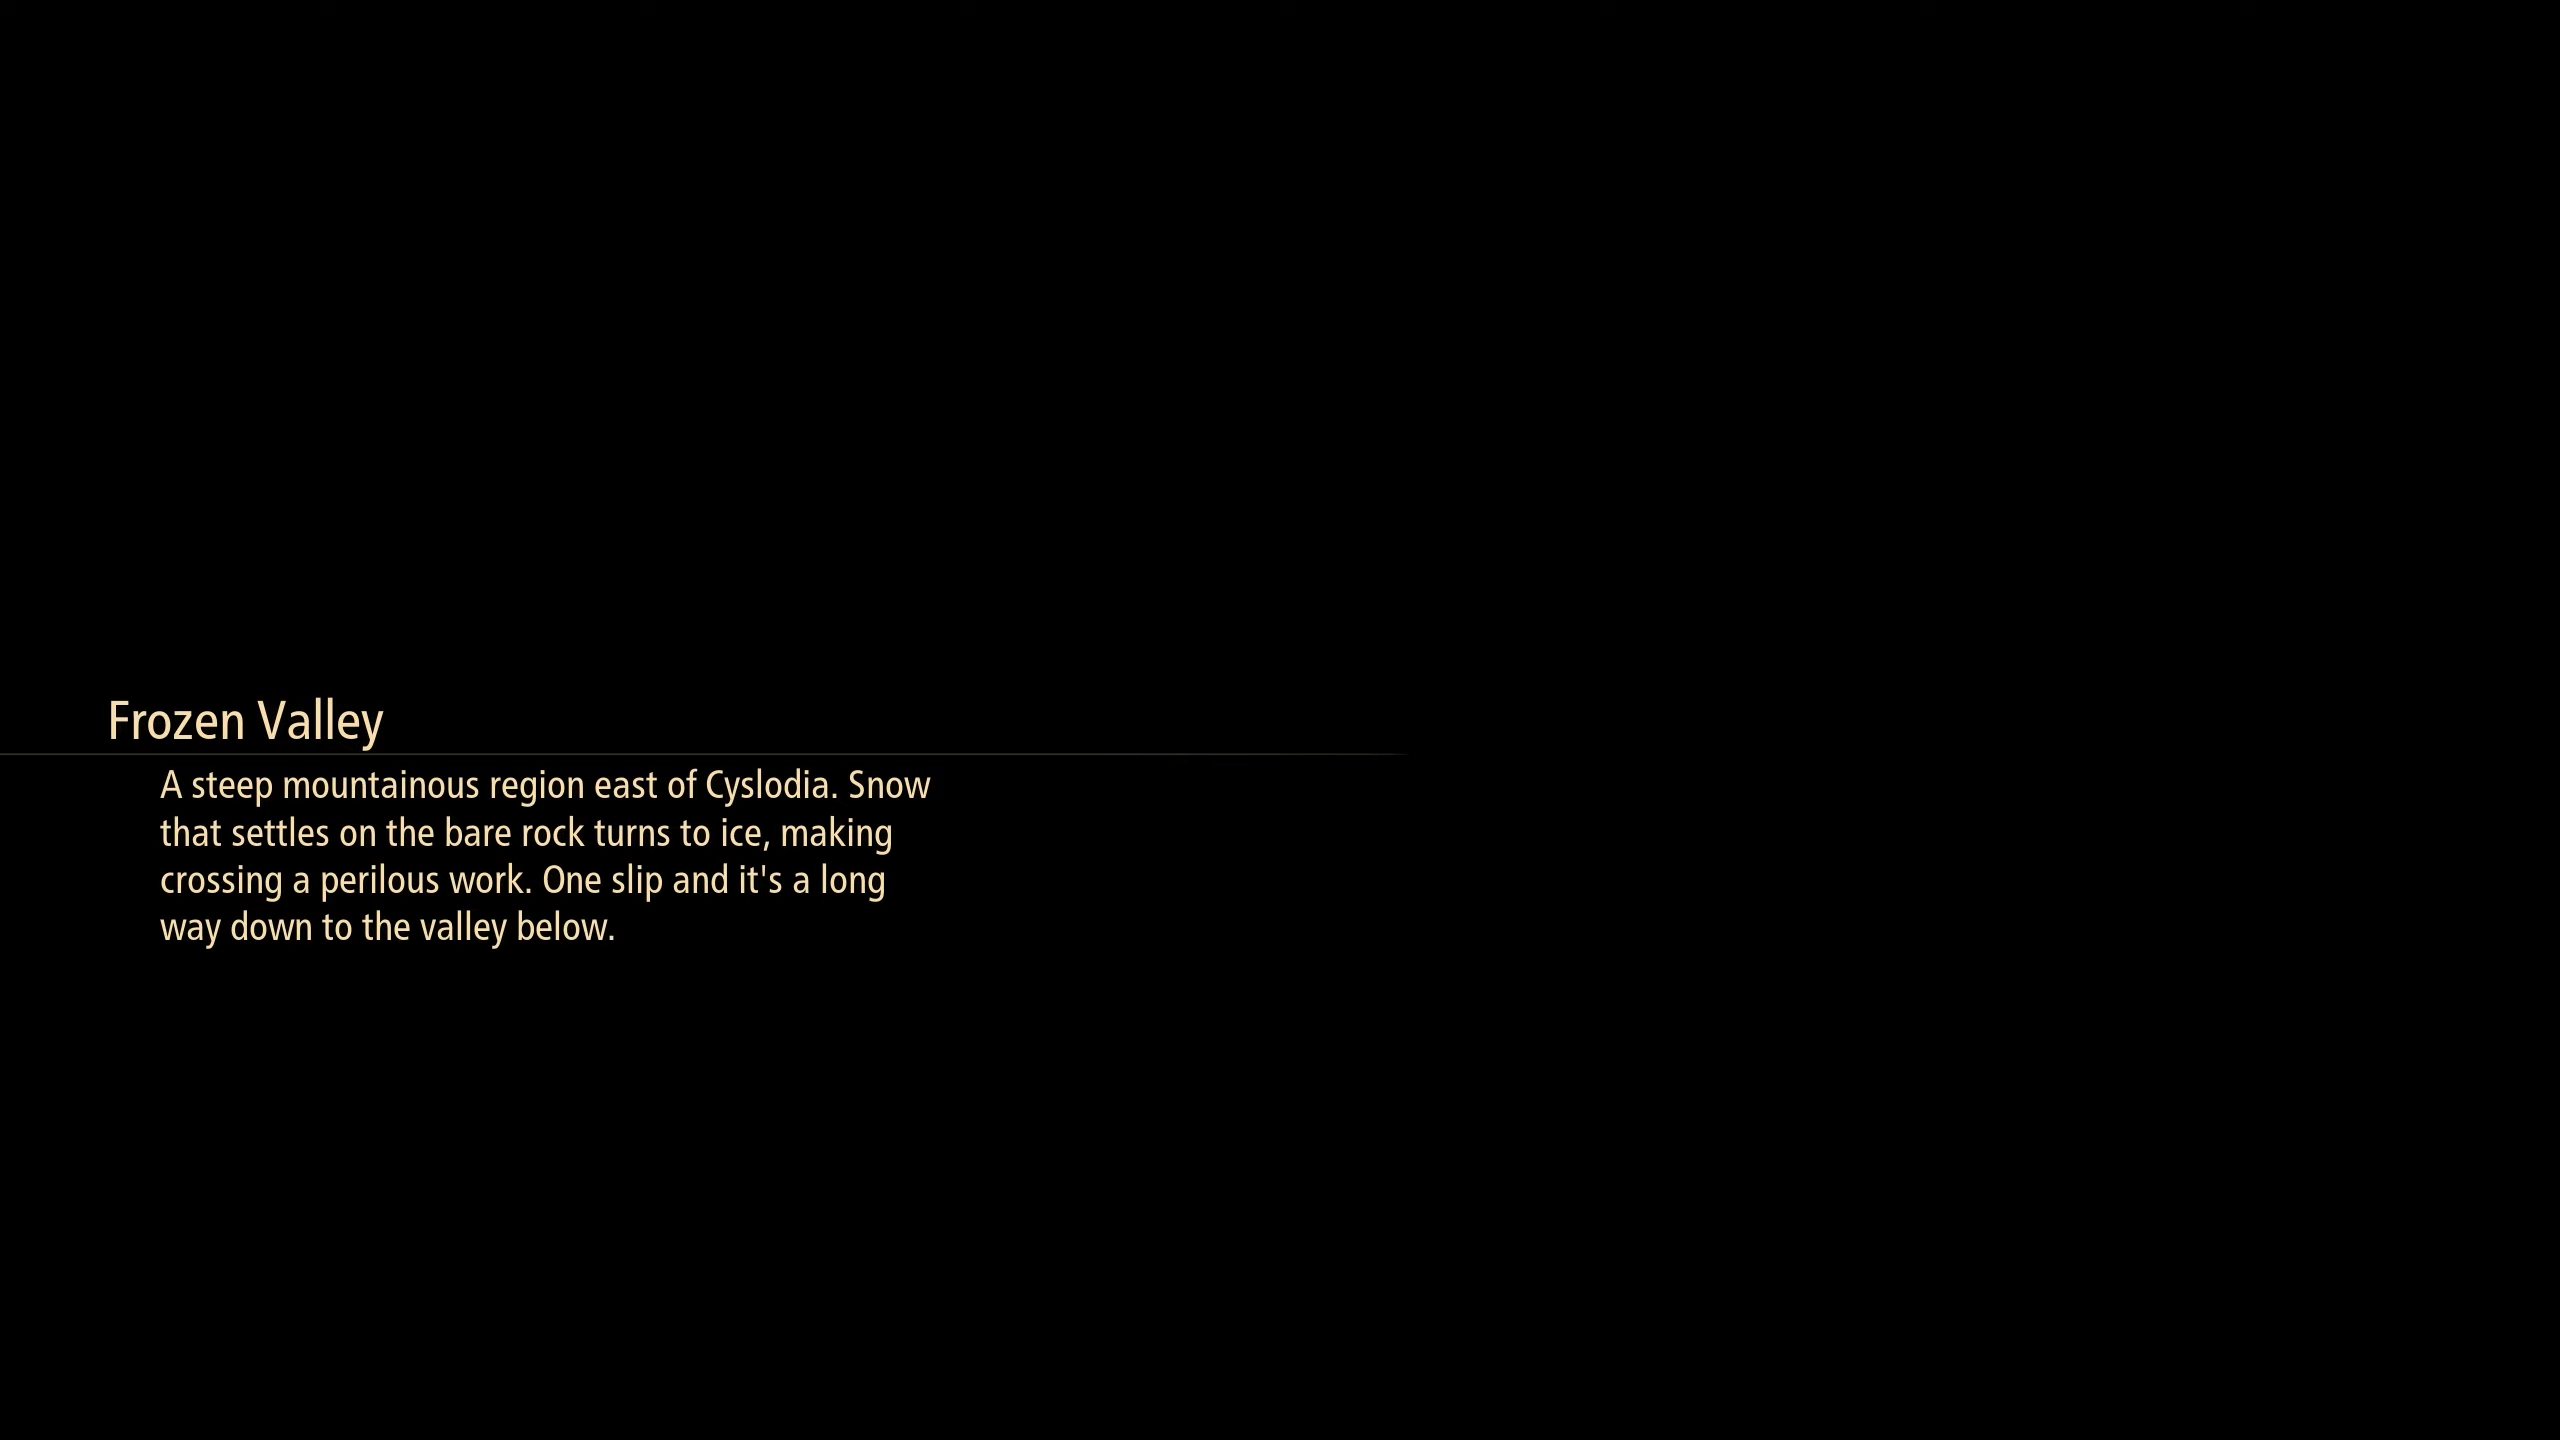 Frozen Valley
A steep mountainous region east of Cyslodia. Snow
that settles on the bare rock turns to ice, making
crossing a perilous work. One slip and it's a long
way down to the valley below.